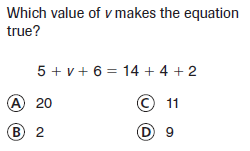 Which value of v makes the equation
true?
5 + v + 6 = 14 + 4 + 2
Ⓐ 20 Ⓒ 11
Ⓑ 2 Ⓓ 9